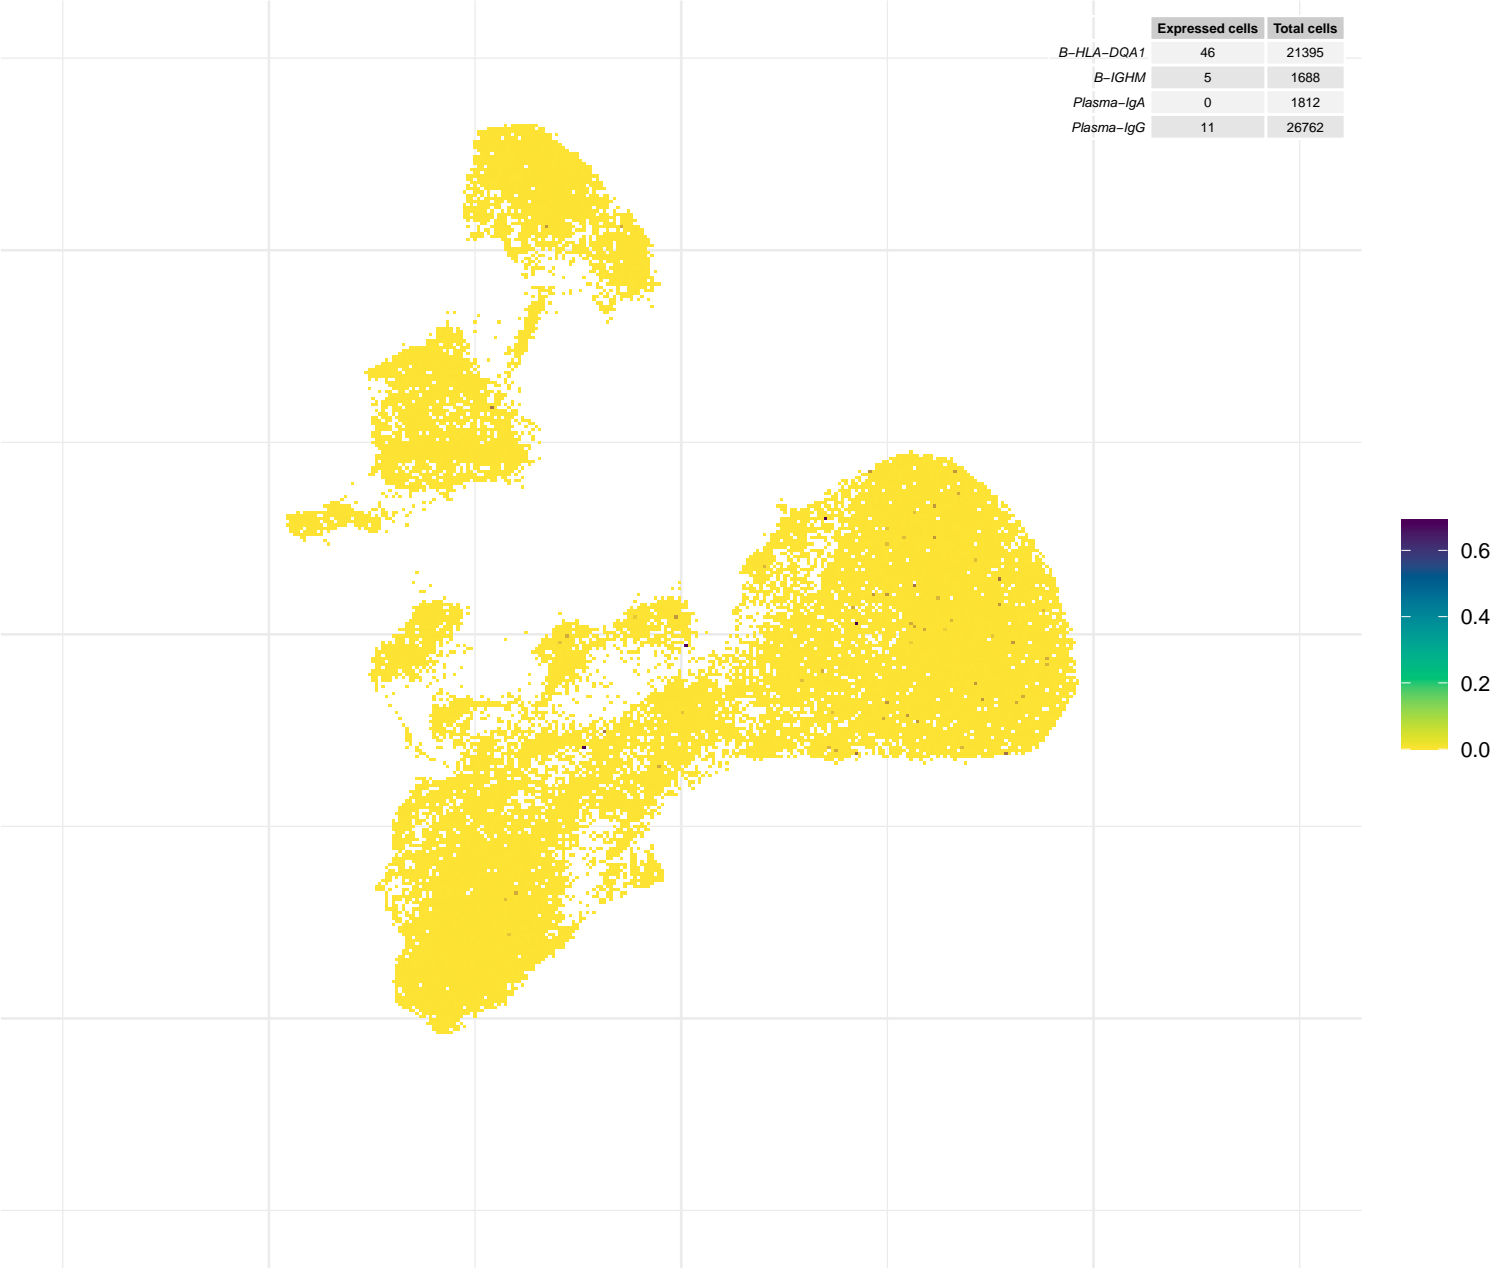 Expressed cells Total cells
B−HLA−DQA1 46 21395
B−IGHM 5 1688
Plasma−IgA 0 1812
Plasma−IgG 11 26762
0.6
0.4
0.2
0.0